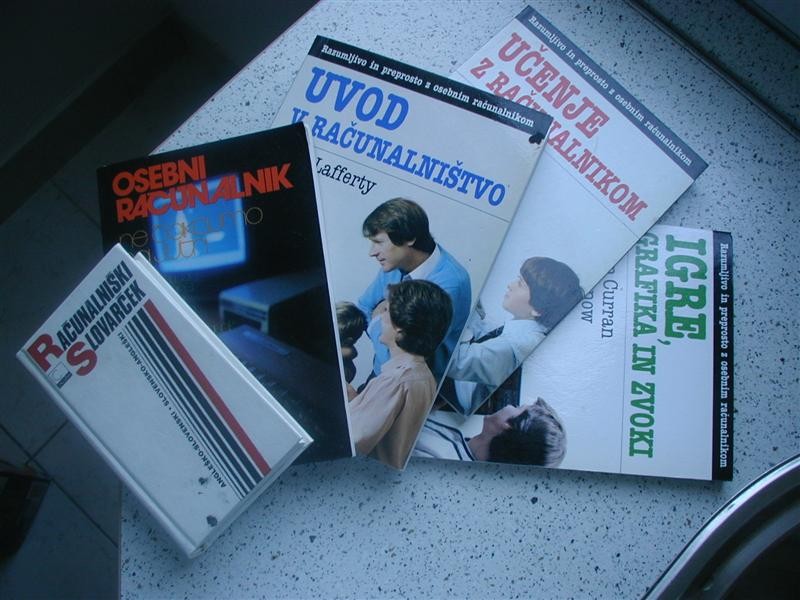 RAČUNALNIŠKI
SLOVARČEK
ANGLEŠKO-SLOVENSKI • SLOVENSKO-ANGLEŠKI
OSEBNI
RAČUNALNIK
ne
Razumljivo in preprosto z osebnim računalnikom
UVOD
V RAČUNALNIŠTVO
Lafferty
Razumljivo in preprosto z osebnim računalnikom
UČENJE
Z RAČUNALNIKOM
Razumljivo in preprosto z osebnim računalnikom
IGRE,
GRAFIKA, IN ZVOKI
Curran